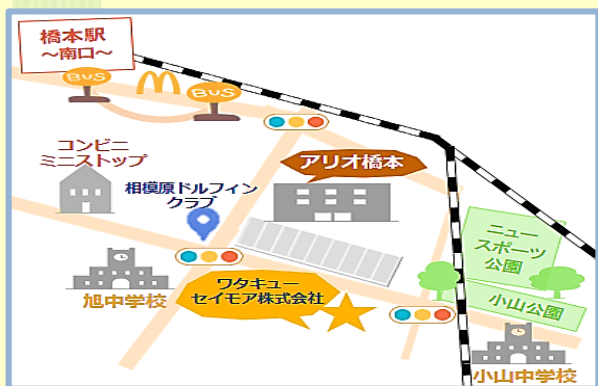 橋本駅
～南口～
BUS
BUS
コンビニ
ミニストップ
アリオ橋本
相模原ドルフィン
クラブ
ニュー
スポーツ
公園
旭中学校
ワタキュー
セイモア株式会社
小山公園
小山中学校